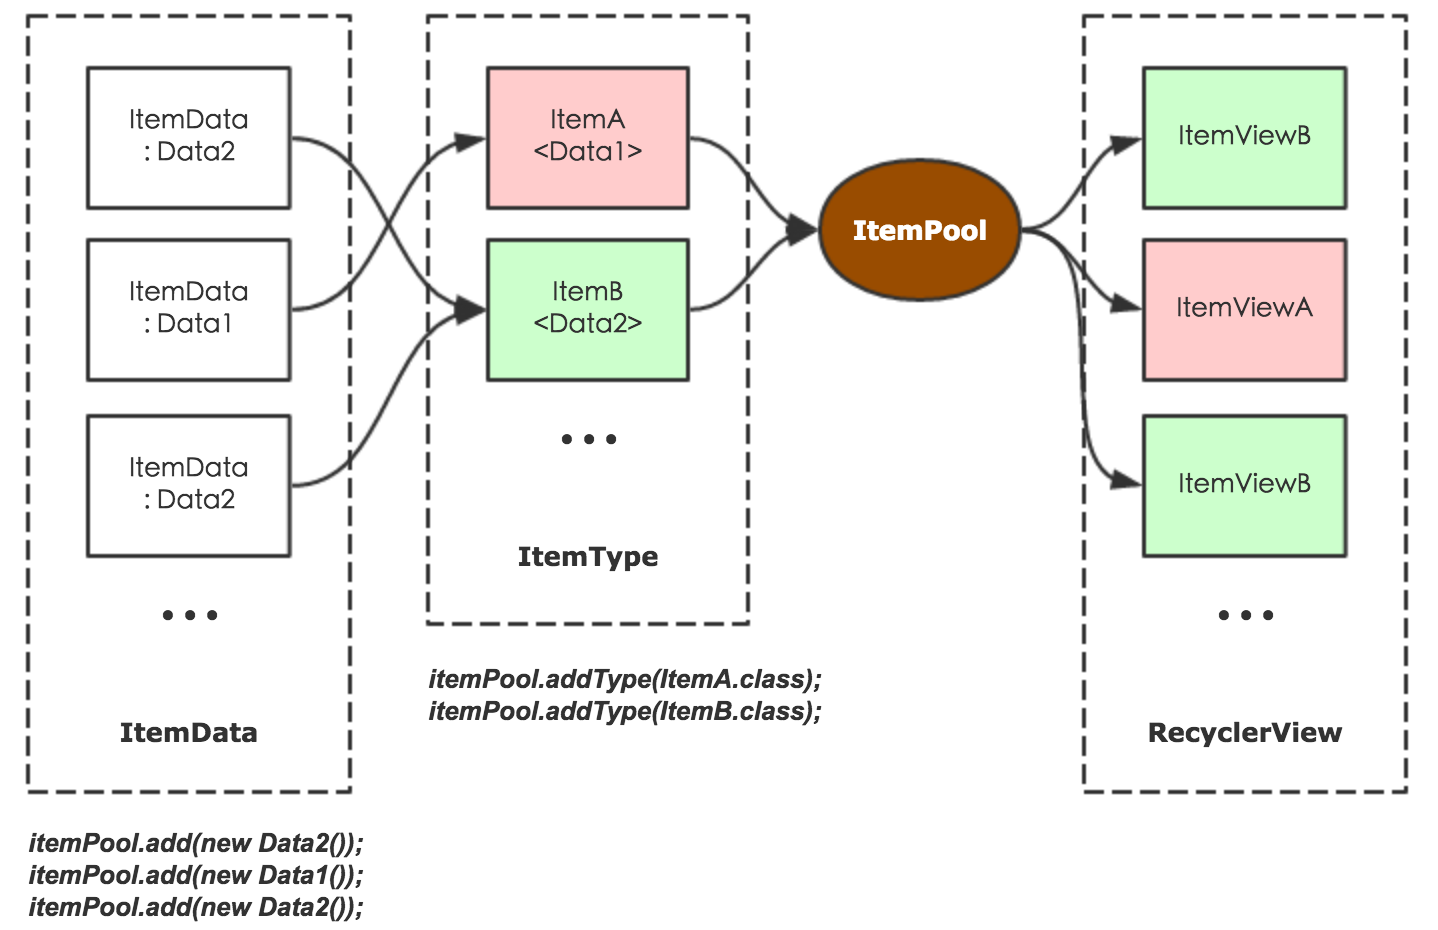 ItemData
: Data2
ItemData
: Data1
ItemData
: Data2
...
ItemData
itemPool.add(new Data2());
itemPool.add(new Data1());
itemPool.add(new Data2());
ItemA
<Data1>
ItemB
<Data2>
...
ItemType
itemPool.addType(ItemA.class);
itemPool.addType(ItemB.class);
ItemPool
ItemViewB
ItemViewA
ItemViewB
...
RecyclerView